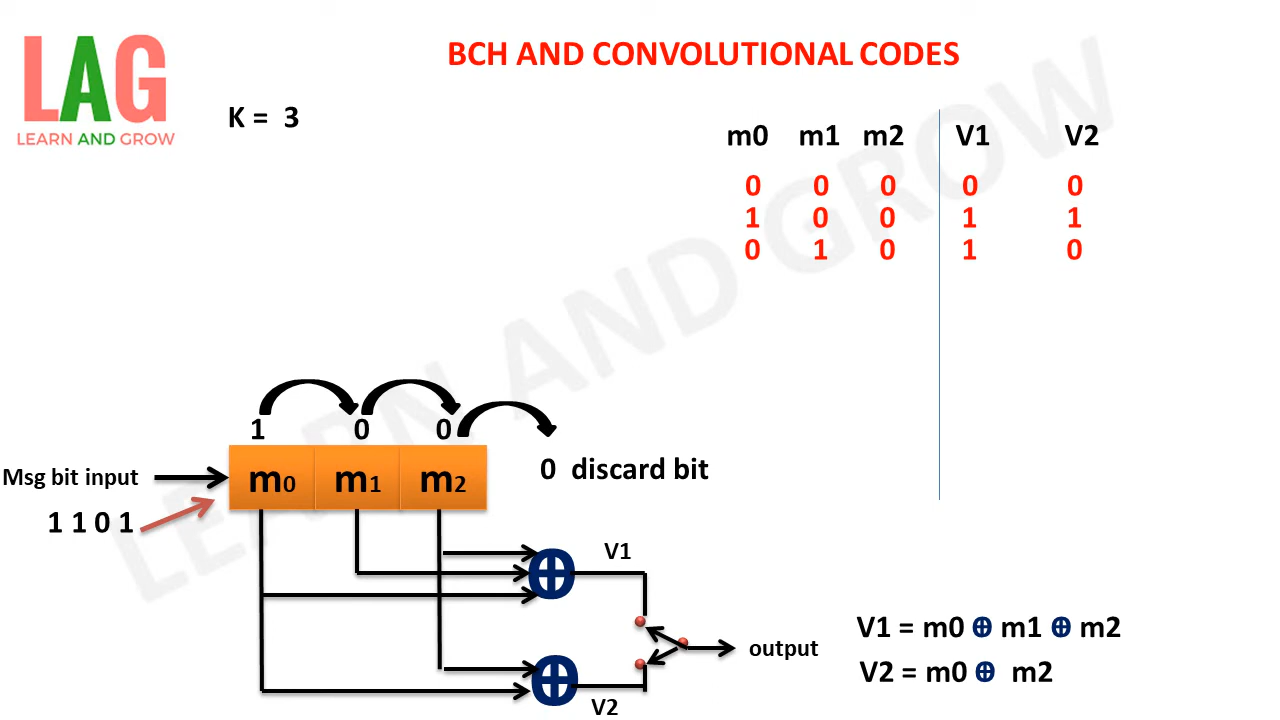 LAG
LEARN AND GROW
BCH AND CONVOLUTIONAL CODES
K = 3
m0 m1 m2 V1 V2
0 0 0 0 0
1 0 0 1 1
0 1 0 1 0
LEARN AND GROW
1 0 0
0 discard bit
Msg bit input
m0 m1 m2
1 1 0 1
V1
output
V2
V1 = m0 ⊕ m1 ⊕ m2
V2 = m0 ⊕ m2